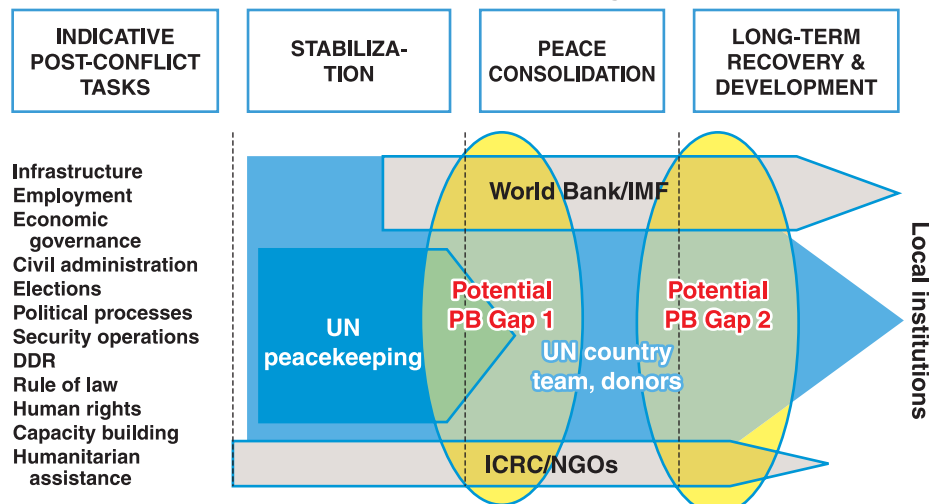 INDICATIVE
POST-CONFLICT
TASKS
STABILIZA-
TION
PEACE
CONSOLIDATION
LONG-TERM
RECOVERY &
DEVELOPMENT
Infrastructure
Employment
Economic
governance
Civil administration
Elections
Political processes
Security operations
DDR
Rule of law
Human rights
Capacity building
Humanitarian
assistance
World Bank/IMF
UN
peacekeeping
Potential
PB Gap 1
UN country
team, donors
Potential
PB Gap 2
ICRC/NGOs
Local institutions